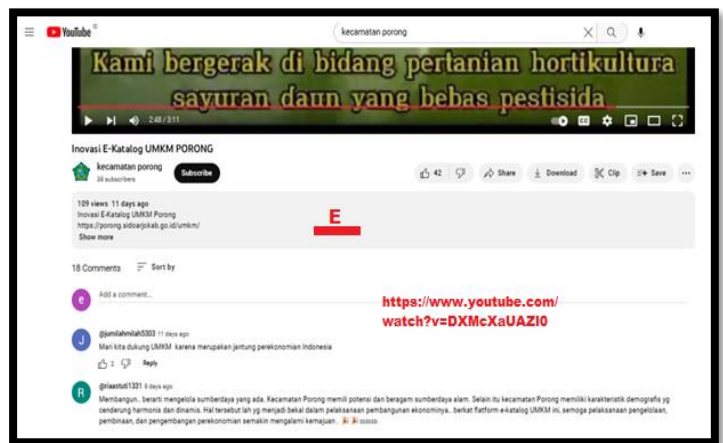 YouTube ID
kecamatan porong
Kami bergerak di bidang pertanian hortikultura
sayuran daun yang bebas pestisida
2:48 / 3:11
Inovasi E-Katalog UMKM PORONG
kecamatan porong
subscribers
Subscribe
42
Share
Download
Clip
Save
109 views 11 days ago
Inovasi E-Katalog UMKM Porong
https://porong.sidoarjokab.go.id/umkm/
Show more
E
18 Comments
Sort by
e
Add a comment...
https://www.youtube.com/
watch?v=DXMcXaUAZI0
J
@jumilahmilah5303 11 days ago
Mari kita dukung UMKM karena merupakan jantung perekonomian Indonesia
2
Reply
R
@riaastuti1331 9 days ago
Membangun.. berarti mengelola sumberdaya yang ada. Kecamatan Porong memili potensi dan beragam sumberdaya alam. Selain itu kecamatan Porong memiliki karakteristik demografis yg
cenderung harmonis dan dinamis. Hal tersebut lah yg menjadi bekal dalam pelaksanaan pembangunan ekonominya.. berkat flatform e-katalog UMKM ini, semoga pelaksanaan pengelolaan,
pembinaan, dan pengembangan perekonomian semakin mengalami kemajuan..